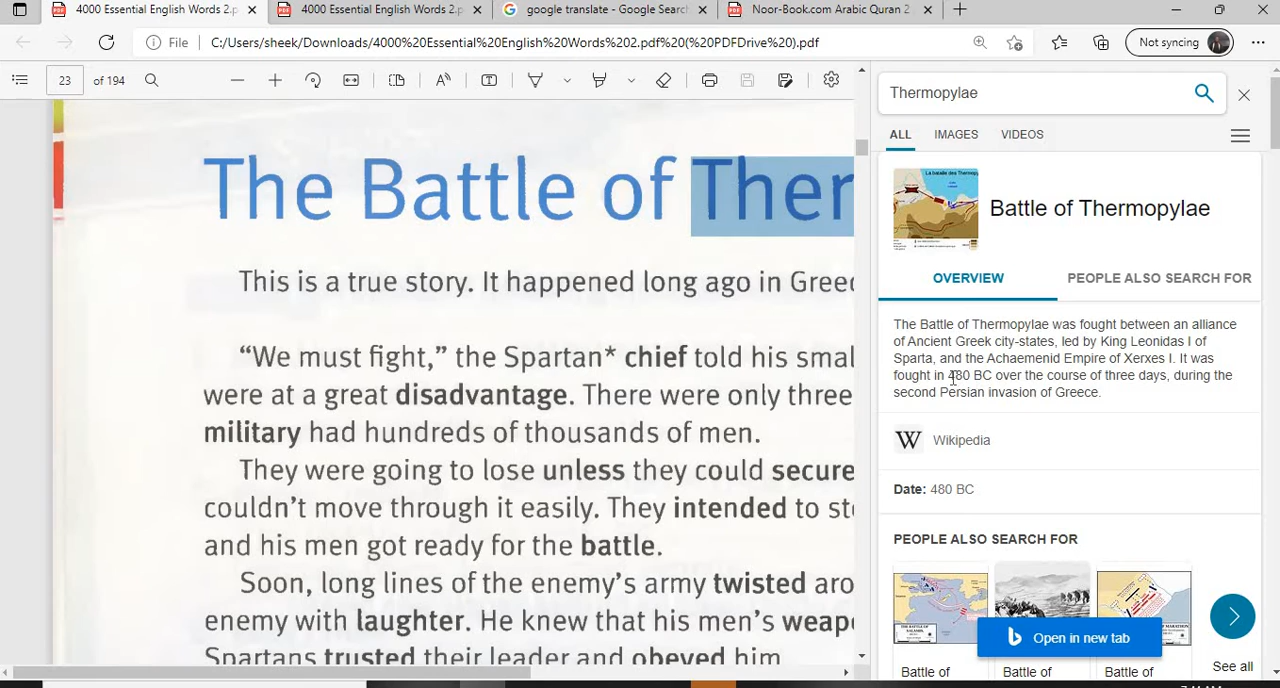 4000 Essential English Words 2.p
4000 Essential English Words 2.p
google translate - Google Search
Noor-Book.com Arabic Quran 2
File
C:/Users/sheek/Downloads/4000%20Essential%20English%20Words%202.pdf%20(%20PDFDrive%20).pdf
Not syncing
23 of 194
The Battle of Ther
This is a true story. It happened long ago in Greec
“We must fight,” the Spartan* chief told his smal
were at a great disadvantage. There were only three
military had hundreds of thousands of men.
They were going to lose unless they could secure
couldn’t move through it easily. They intended to st
and his men got ready for the battle.
Soon, long lines of the enemy’s army twisted aro
enemy with laughter. He knew that his men’s weap
Spartans trusted their leader and obeyed him
Thermopylae
ALL IMAGES VIDEOS
Battle of Thermopylae
OVERVIEW PEOPLE ALSO SEARCH FOR
The Battle of Thermopylae was fought between an alliance
of Ancient Greek city-states, led by King Leonidas I of
Sparta, and the Achaemenid Empire of Xerxes I. It was
fought in 480 BC over the course of three days, during the
second Persian invasion of Greece.
W Wikipedia
Date: 480 BC
PEOPLE ALSO SEARCH FOR
Open in new tab
Battle of Battle of Battle of See all